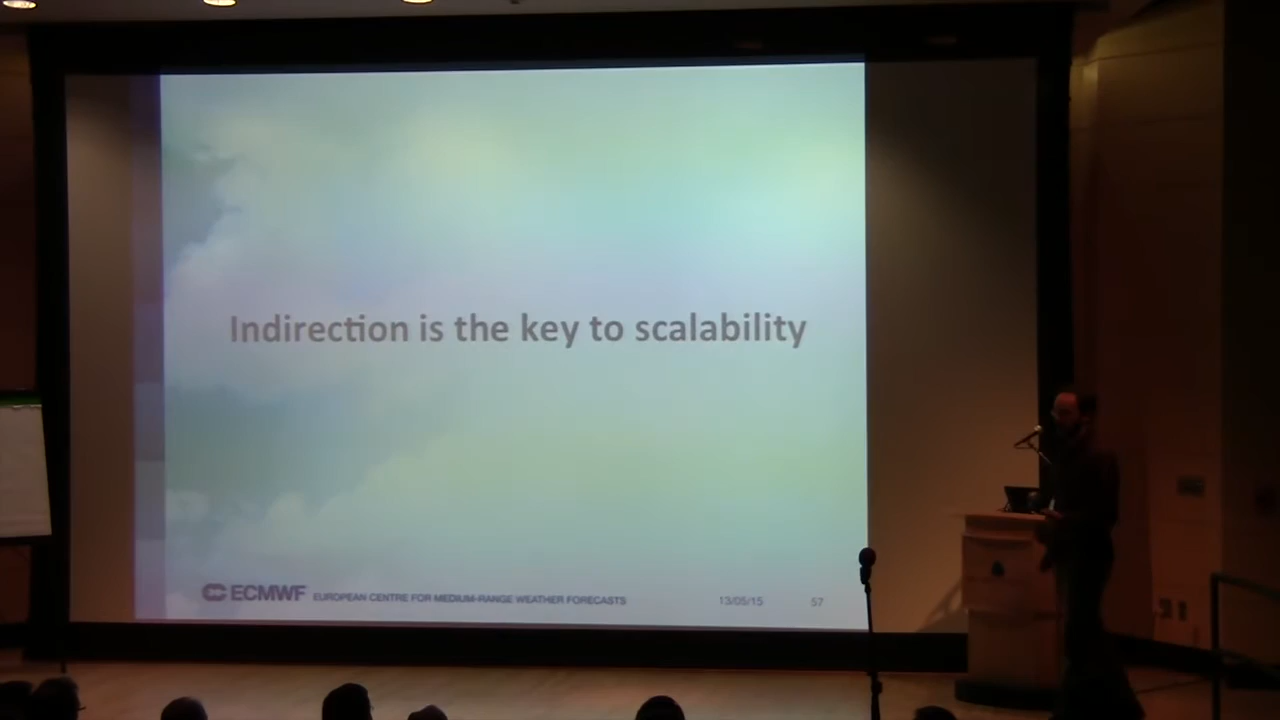 Indirection is the key to scalability
ECMWF EUROPEAN CENTRE FOR MEDIUM-RANGE WEATHER FORECASTS 13/05/15 57